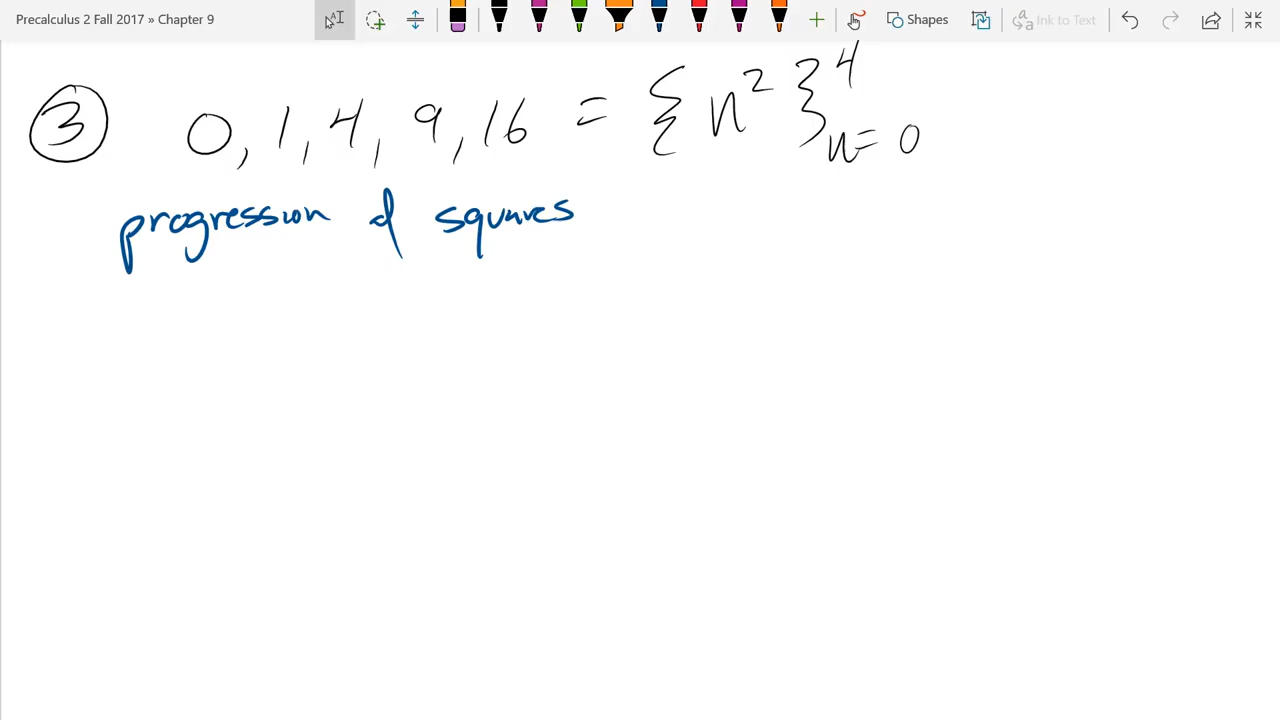 Precalculus 2 Fall 2017 » Chapter 9
Shapes
Ink to Text
③ 0, 1, 4, 9, 16 = {n²}⁴ₙ₌₀
progression of squares